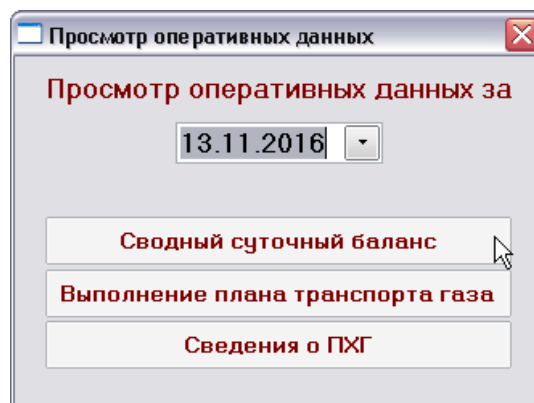 Просмотр оперативных данных
Просмотр оперативных данных за
13.11.2016
Сводный суточный баланс
Выполнение плана транспорта газа
Сведения о ПХГ